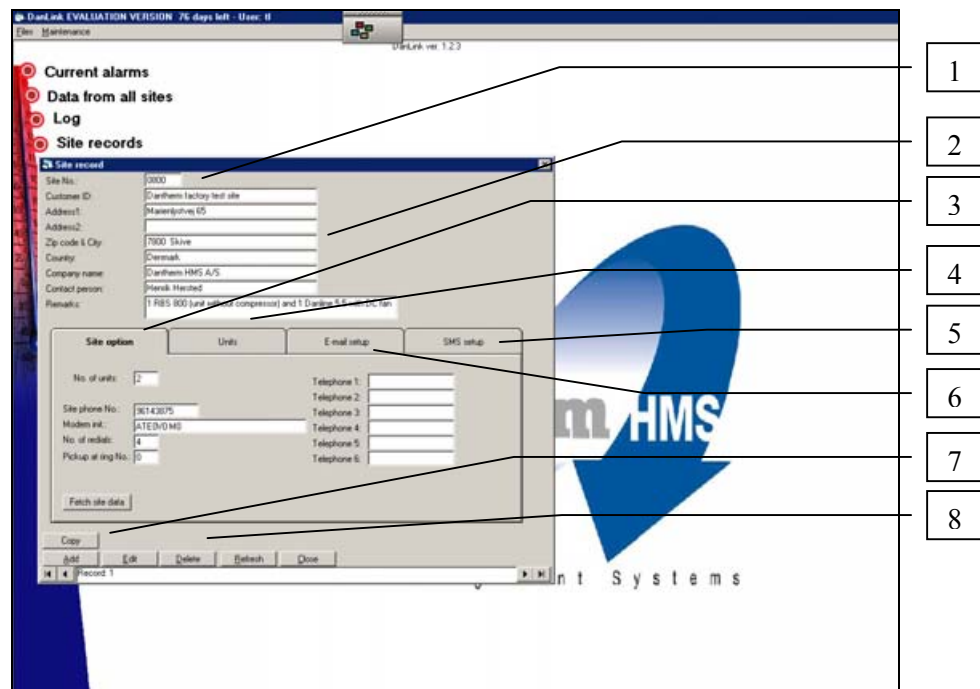 DanLink EVALUATION VERSION 76 days left - User: tl
Files Maintenance
DanLink ver. 1.2.3
Current alarms
Data from all sites
Log
Site records
Site record
Site No.: 0800
Customer ID: Dantherm factory test site
Address1: Marienlystvej 65
Address2:
Zip code & City: 7800 Skive
Country: Denmark
Company name: Dantherm HMS A/S
Contact person: Henrik Hersted
Remarks: 1 RBS 800 (unit without compressor) and 1 Danline 5.5 with DC fan
Site option Units E-mail setup SMS setup
No. of units: 2
Site phone No.: 96143875
Modem init.:
No. of redials: 4
Pickup at ring No.: 0
Telephone 1:
Telephone 2:
Telephone 3:
Telephone 4:
Telephone 5:
Telephone 6:
Fetch site data
Copy
Add Edit Delete Refresh Close
Record: 1
m HMS
nt Systems
1
2
3
4
5
6
7
8